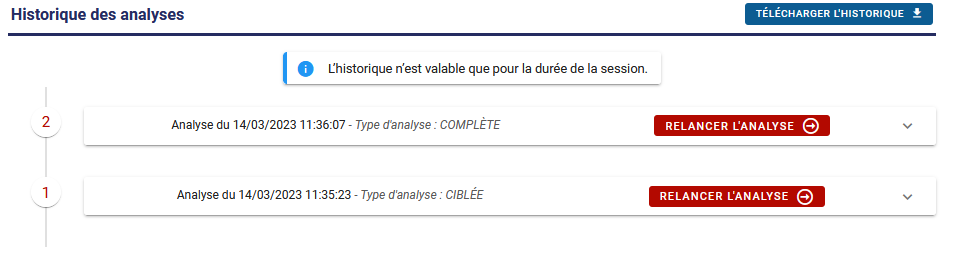 Historique des analyses
TÉLÉCHARGER L'HISTORIQUE
L'historique n'est valable que pour la durée de la session.
2
Analyse du 14/03/2023 11:36:07 - Type d'analyse : COMPLÈTE
RELANCER L'ANALYSE
1
Analyse du 14/03/2023 11:35:23 - Type d'analyse : CIBLÉE
RELANCER L'ANALYSE